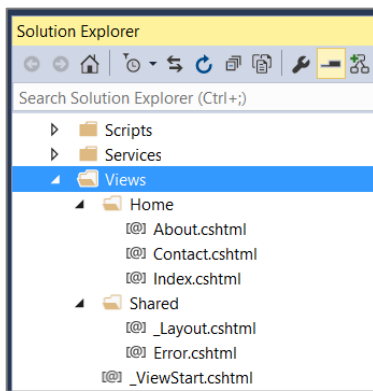 Solution Explorer
Search Solution Explorer (Ctrl+;)
Scripts
Services
Views
Home
[@] About.cshtml
[@] Contact.cshtml
[@] Index.cshtml
Shared
[@] _Layout.cshtml
[@] Error.cshtml
[@] _ViewStart.cshtml